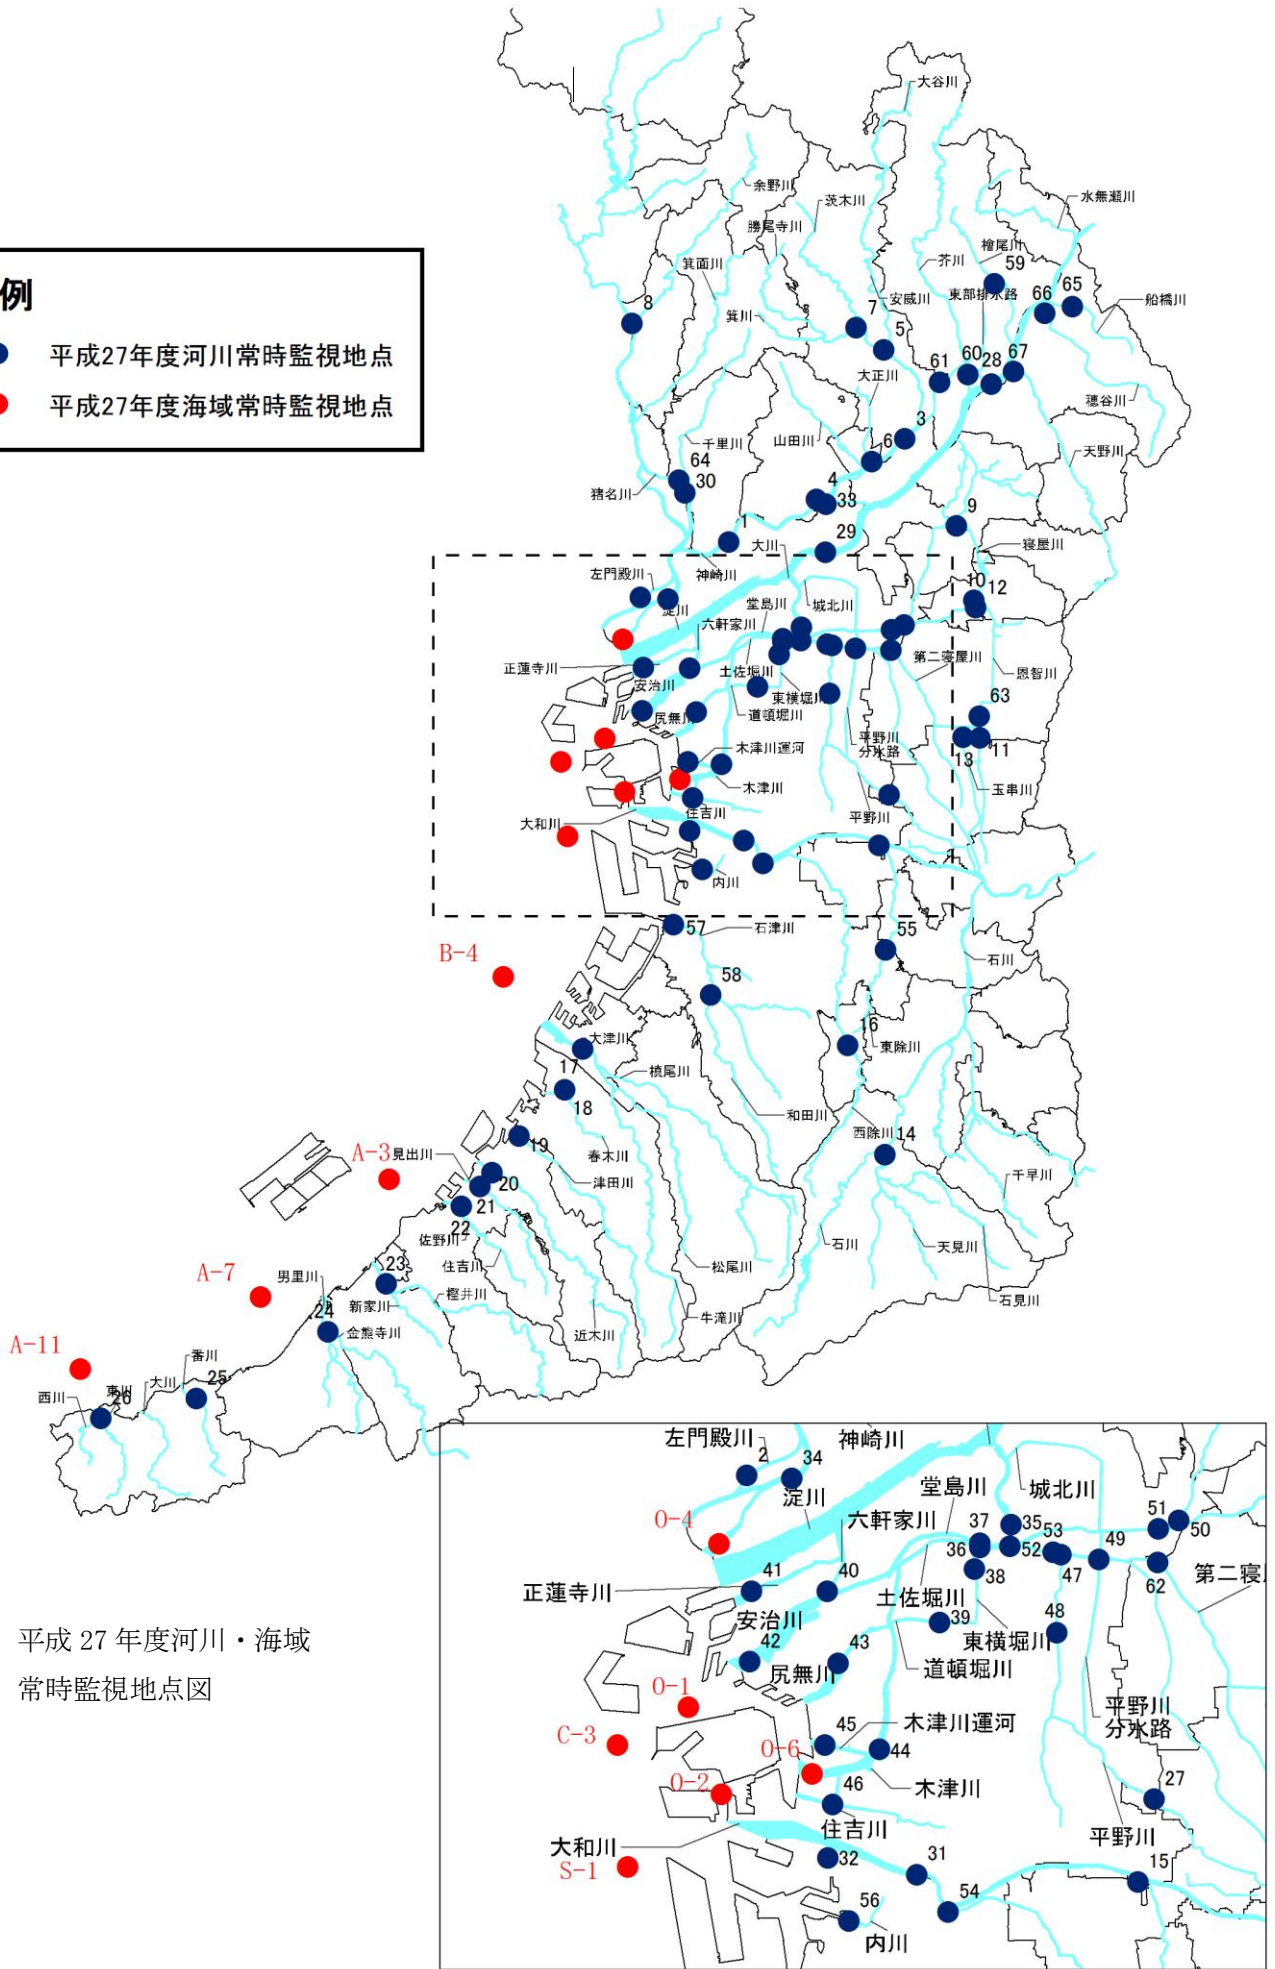 例
平成27年度河川常時監視地点
平成27年度海域常時監視地点
大谷川
余野川
茨木川
水無瀬川
勝尾寺川
檜尾川
箕面川
芥川
59
東部排水路
安威川
66
65
船橋川
8
箕川
7
5
61
60
28
67
大正川
穂谷川
3
千里川
山田川
6
天野川
64
30
猪名川
4
33
9
1
29
大川
寝屋川
神崎川
左門殿川
10
12
淀川
堂島川
城北川
六軒家川
正蓮寺川
土佐堀川
第二寝屋川
恩智川
安治川
東横堀川
尻無川
道頓堀川
63
平野川
分水路
木津川運河
13
11
木津川
玉串川
住吉川
平野川
大和川
内川
57
石津川
55
石川
B-4
58
16
東除川
大津川
17
槙尾川
18
和田川
西除川
14
19
春木川
A-3
見出川
津田川
千早川
20
21
22
佐野川
住吉川
石川
天見川
松尾川
A-7
男里川
23
樫井川
石見川
24
新家川
牛滝川
金熊寺川
近木川
A-11
番川
西川
東川
26
大川
25
左門殿川
2
神崎川
34
淀川
堂島川
城北川
O-4
六軒家川
37
35
53
51
50
36
52
49
41
40
38
47
62
第二寝
正蓮寺川
土佐堀川
安治川
39
48
東横堀川
42
43
尻無川
道頓堀川
O-1
平野川
分水路
C-3
45
木津川運河
O-6
44
O-2
46
木津川
27
住吉川
平野川
大和川
32
31
15
S-1
54
56
内川
平成 27 年度河川・海域
常時監視地点図